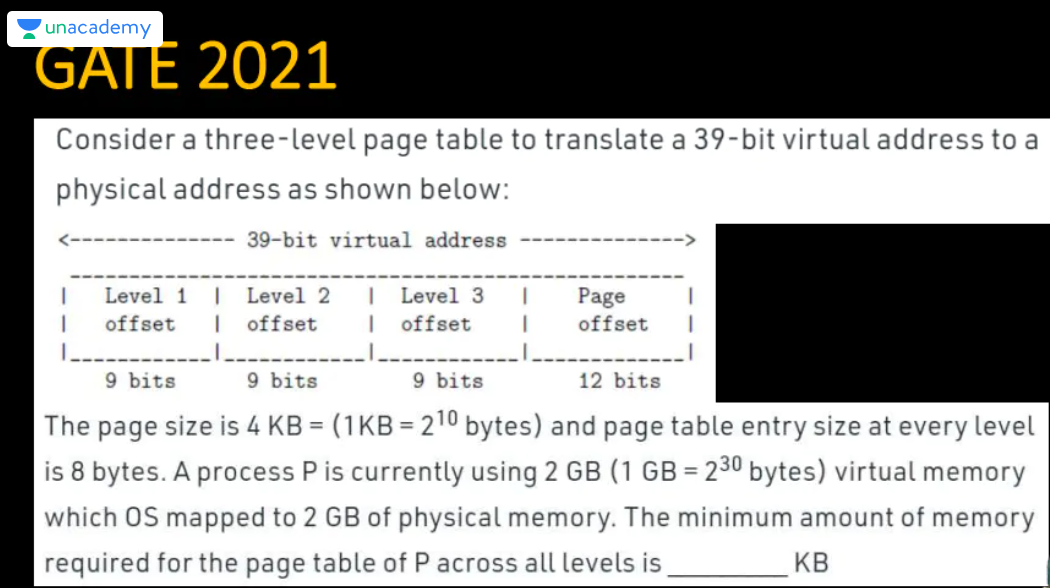 unacademy
GATE 2021
Consider a three-level page table to translate a 39-bit virtual address to a
physical address as shown below:
<-------------- 39-bit virtual address -------------->
| Level 1 | Level 2 | Level 3 | Page |
| offset | offset | offset | offset |
9 bits 9 bits 9 bits 12 bits
The page size is 4 KB = (1KB = 2¹⁰ bytes) and page table entry size at every level
is 8 bytes. A process P is currently using 2 GB (1 GB = 2³⁰ bytes) virtual memory
which OS mapped to 2 GB of physical memory. The minimum amount of memory
required for the page table of P across all levels is ________ KB